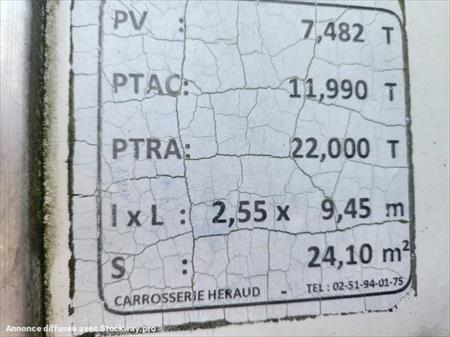 PV : 7,482 T
PTAC: 11,990 T
PTRA: 22,000 T
l x L : 2,55 x 9,45 m
S : 24,10 m²
CARROSSERIE HERAUD - TEL : 02-51-94-01-75
Annonce diffusée avec Stockway.pro